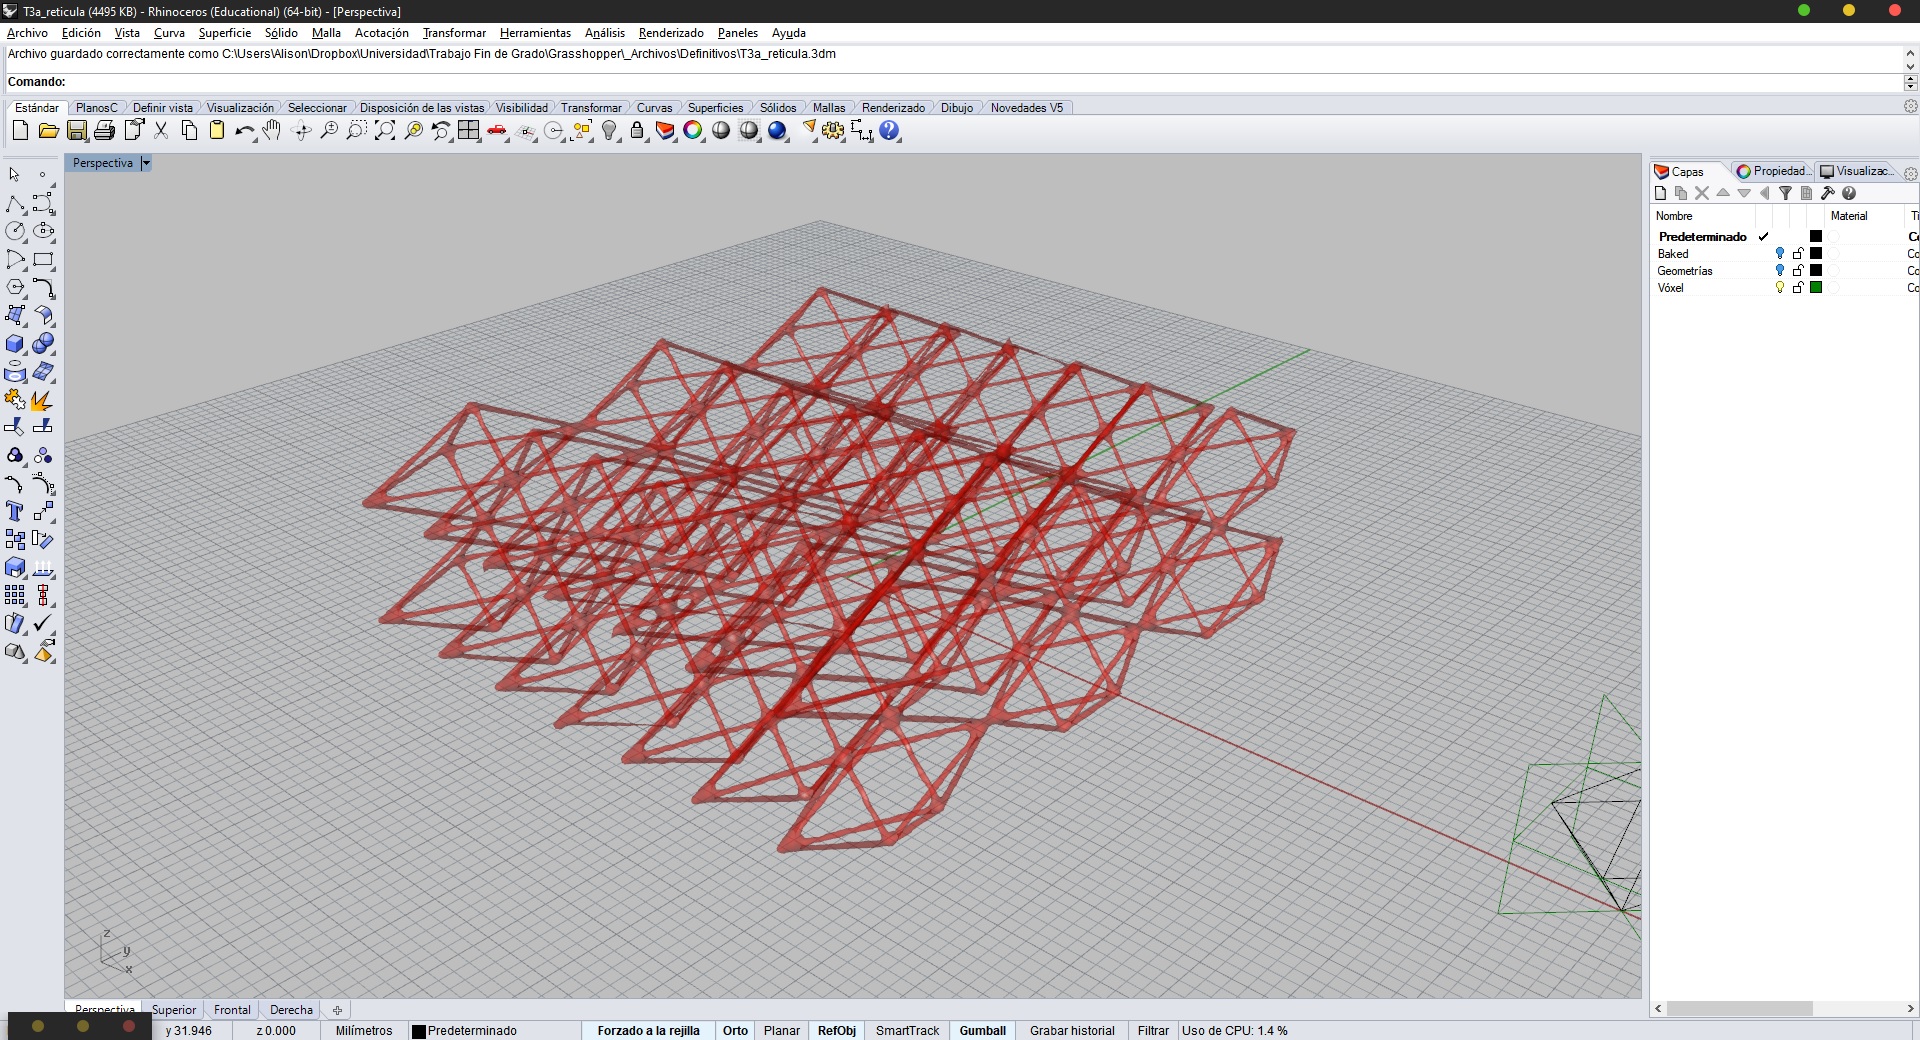 T3a_reticula (4495 KB) - Rhinoceros (Educational) (64-bit) - [Perspectiva]
Archivo Edición Vista Curva Superficie Sólido Malla Acotación Transformar Herramientas Análisis Renderizado Paneles Ayuda
Archivo guardado correctamente como C:\Users\Alison\Dropbox\Universidad\Trabajo Fin de Grado\Grasshopper\_Archivos\Definitivos\T3a_reticula.3dm
Comando:
Estándar PlanosC Definir vista Visualización Seleccionar Disposición de las vistas Visibilidad Transformar Curvas Superficies Sólidos Mallas Renderizado Dibujo Novedades V5
Perspectiva
Capas Propiedad... Visualizac...
Nombre Material Ti
Predeterminado Co
Baked Co
Geometrías Co
Vóxel Co
z
y
x
Perspectiva Superior Frontal Derecha
y 31.946 z 0.000 Milímetros Predeterminado Forzado a la rejilla Orto Planar RefObj SmartTrack Gumball Grabar historial Filtrar Uso de CPU: 1.4 %